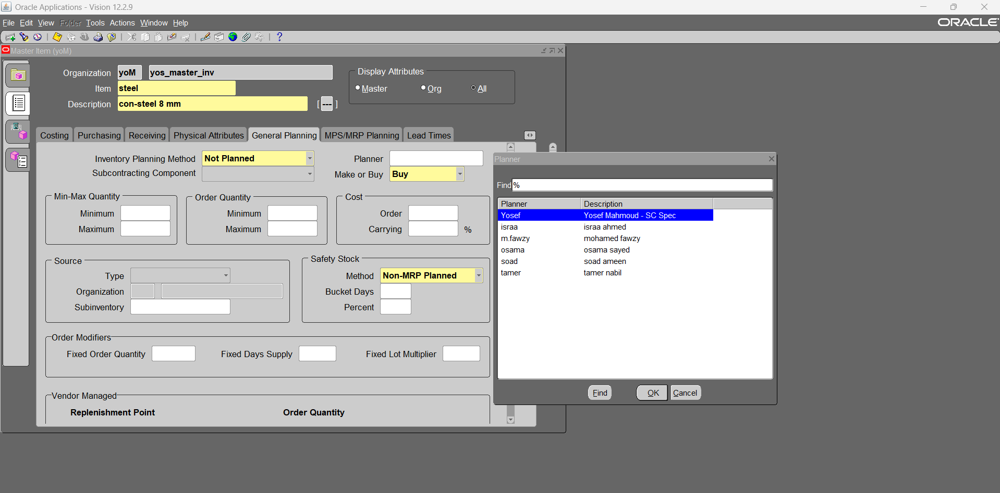 Oracle Applications - Vision 12.2.9
File Edit View Folder Tools Actions Window Help
ORACLE
Master Item (yoM)
Organization yoM yos_master_inv
Item steel
Description con-steel 8 mm [ --- ]
Display Attributes
Master Org All
Costing Purchasing Receiving Physical Attributes General Planning MPS/MRP Planning Lead Times
Inventory Planning Method Not Planned
Subcontracting Component
Planner
Make or Buy Buy
Min-Max Quantity
Minimum
Maximum
Order Quantity
Minimum
Maximum
Cost
Order
Carrying %
Source
Type
Organization
Subinventory
Safety Stock
Method Non-MRP Planned
Bucket Days
Percent
Order Modifiers
Fixed Order Quantity Fixed Days Supply Fixed Lot Multiplier
Vendor Managed
Replenishment Point Order Quantity
Planner
Find %
Planner Description
Yosef Yosef Mahmoud - SC Spec
israa israa ahmed
m.fawzy mohamed fawzy
osama osama sayed
soad soad ameen
tamer tamer nabil
Find OK Cancel